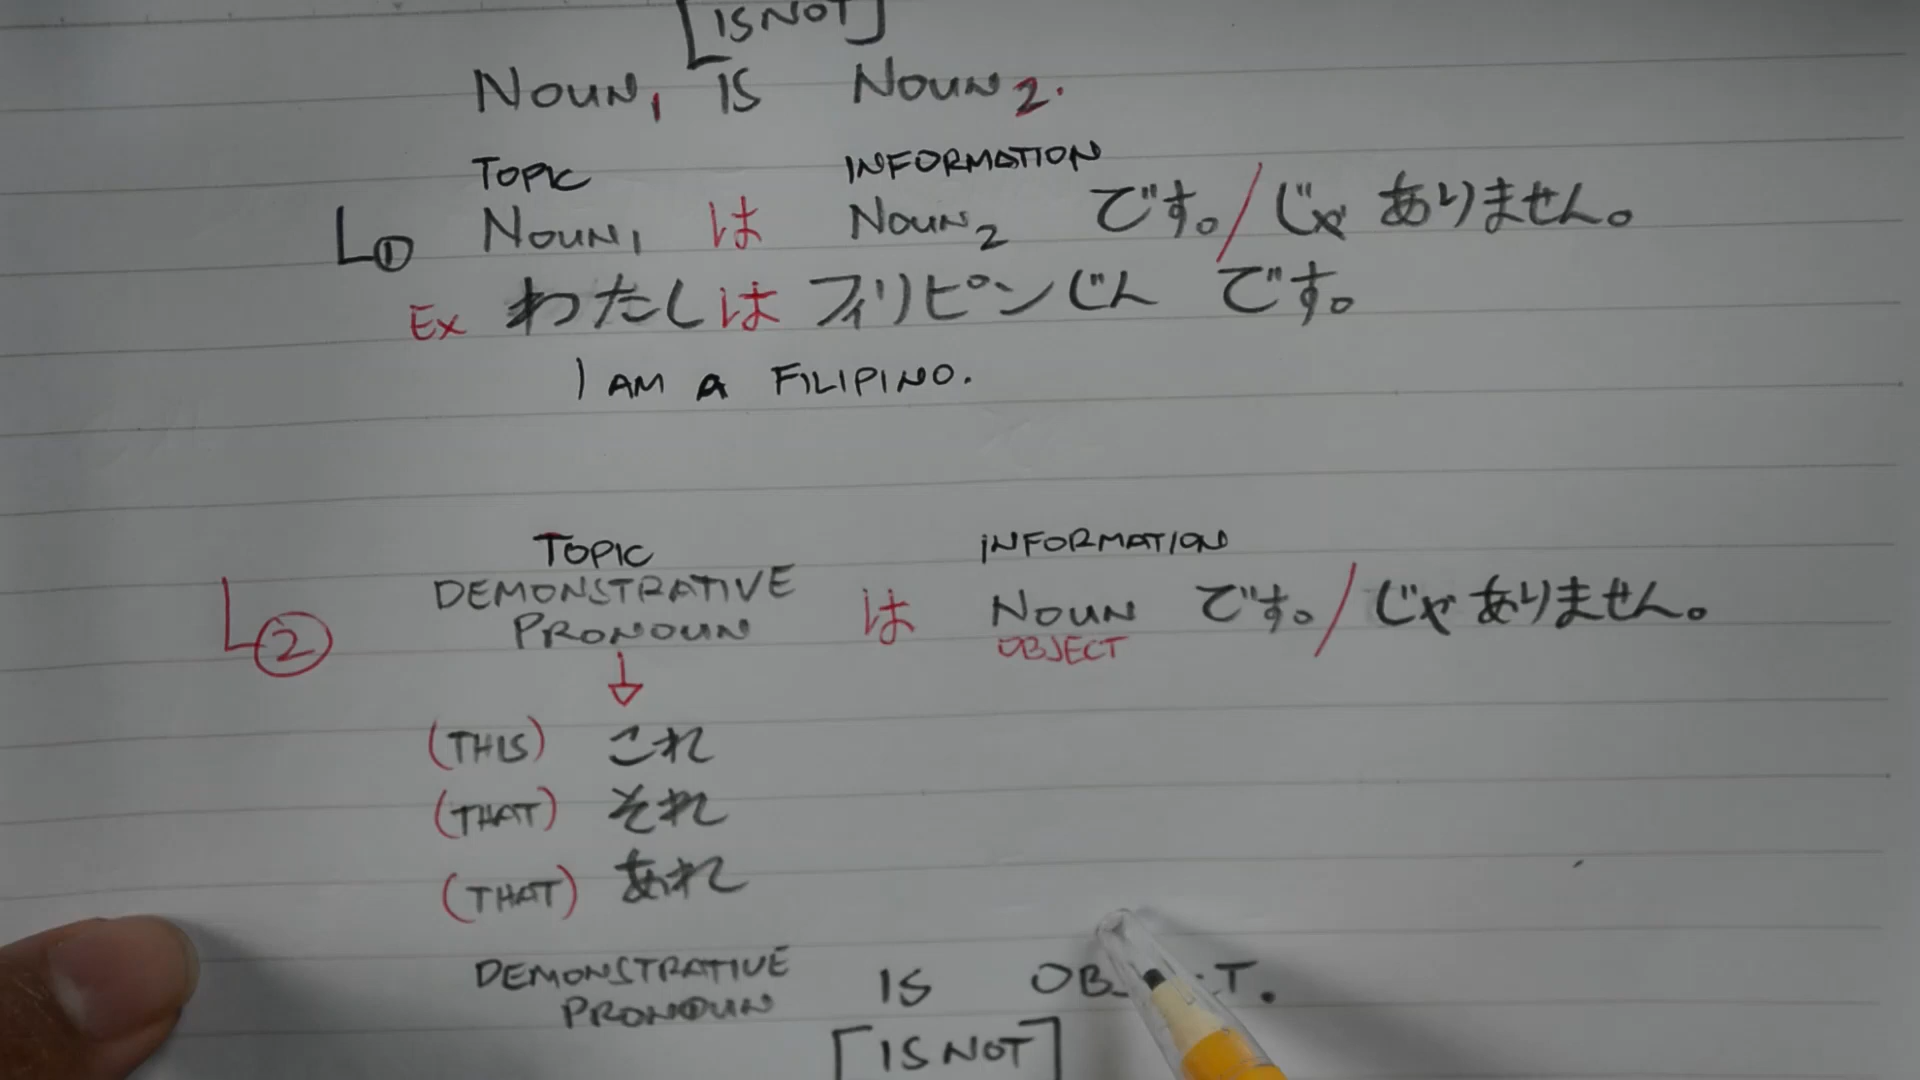 [IS NOT]
NOUN1 IS NOUN2.
TOPIC INFORMATION
① NOUN1 は NOUN2 です。/じゃ ありません。
Ex わたしは フィリピンじん です。
I AM A FILIPINO.
TOPIC INFORMATION
② DEMONSTRATIVE PRONOUN は NOUN です。/じゃ ありません。
OBJECT
(THIS) これ
(THAT) それ
(THAT) あれ
DEMONSTRATIVE PRONOUN IS
[IS NOT]